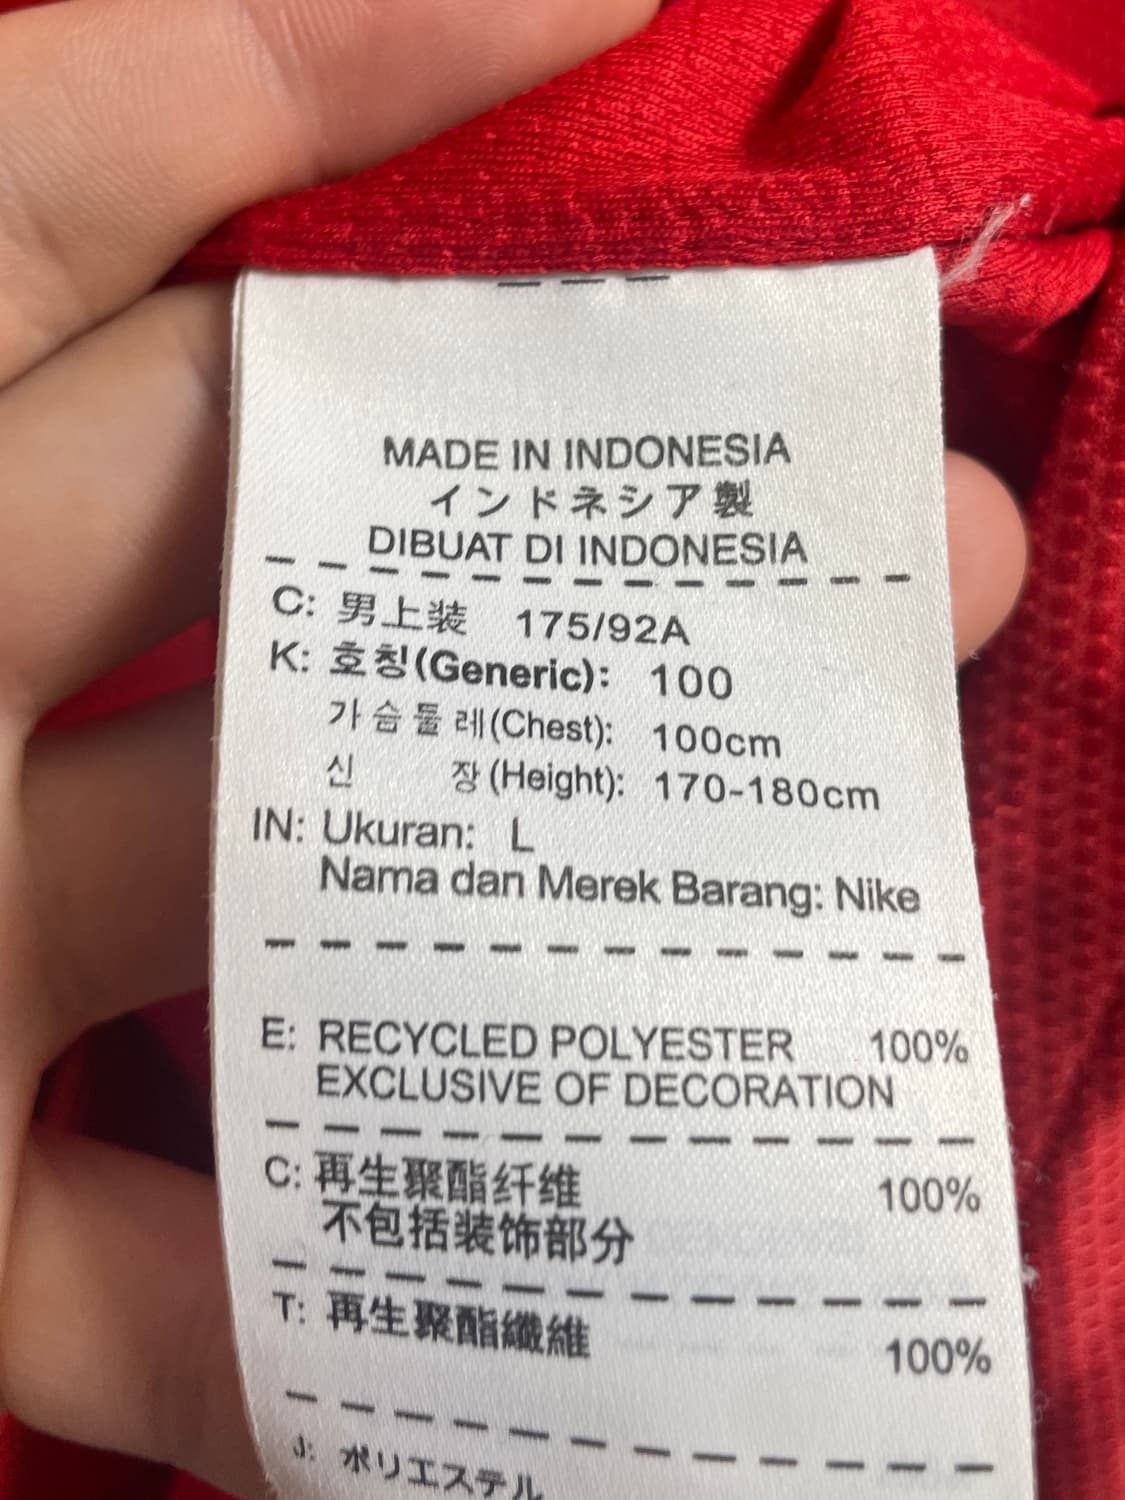 MADE IN INDONESIA
インドネシア製
DIBUAT DI INDONESIA
C: 男上装 175/92A
K: 호칭(Generic): 100
가슴둘레(Chest): 100cm
신 장(Height): 170-180cm
IN: Ukuran: L
Nama dan Merek Barang: Nike
E: RECYCLED POLYESTER 100%
EXCLUSIVE OF DECORATION
C: 再生聚酯纤维 100%
不包括装饰部分
T: 再生聚酯纖維 100%
J: ポリエステル